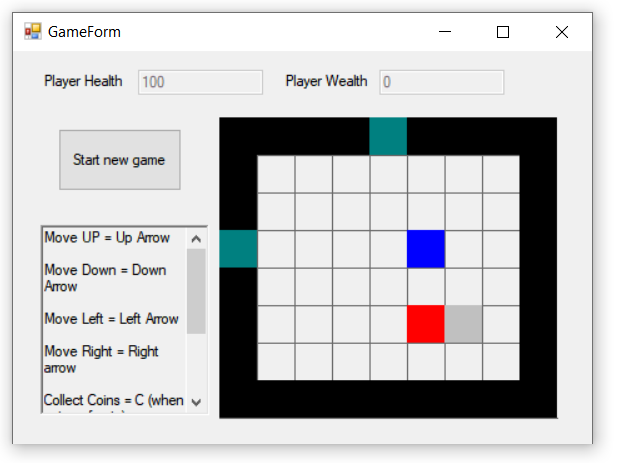 GameForm
Player Health 100 Player Wealth 0
Start new game
Move UP = Up Arrow
Move Down = Down
Arrow
Move Left = Left Arrow
Move Right = Right
arrow
Collect Coins = C (when